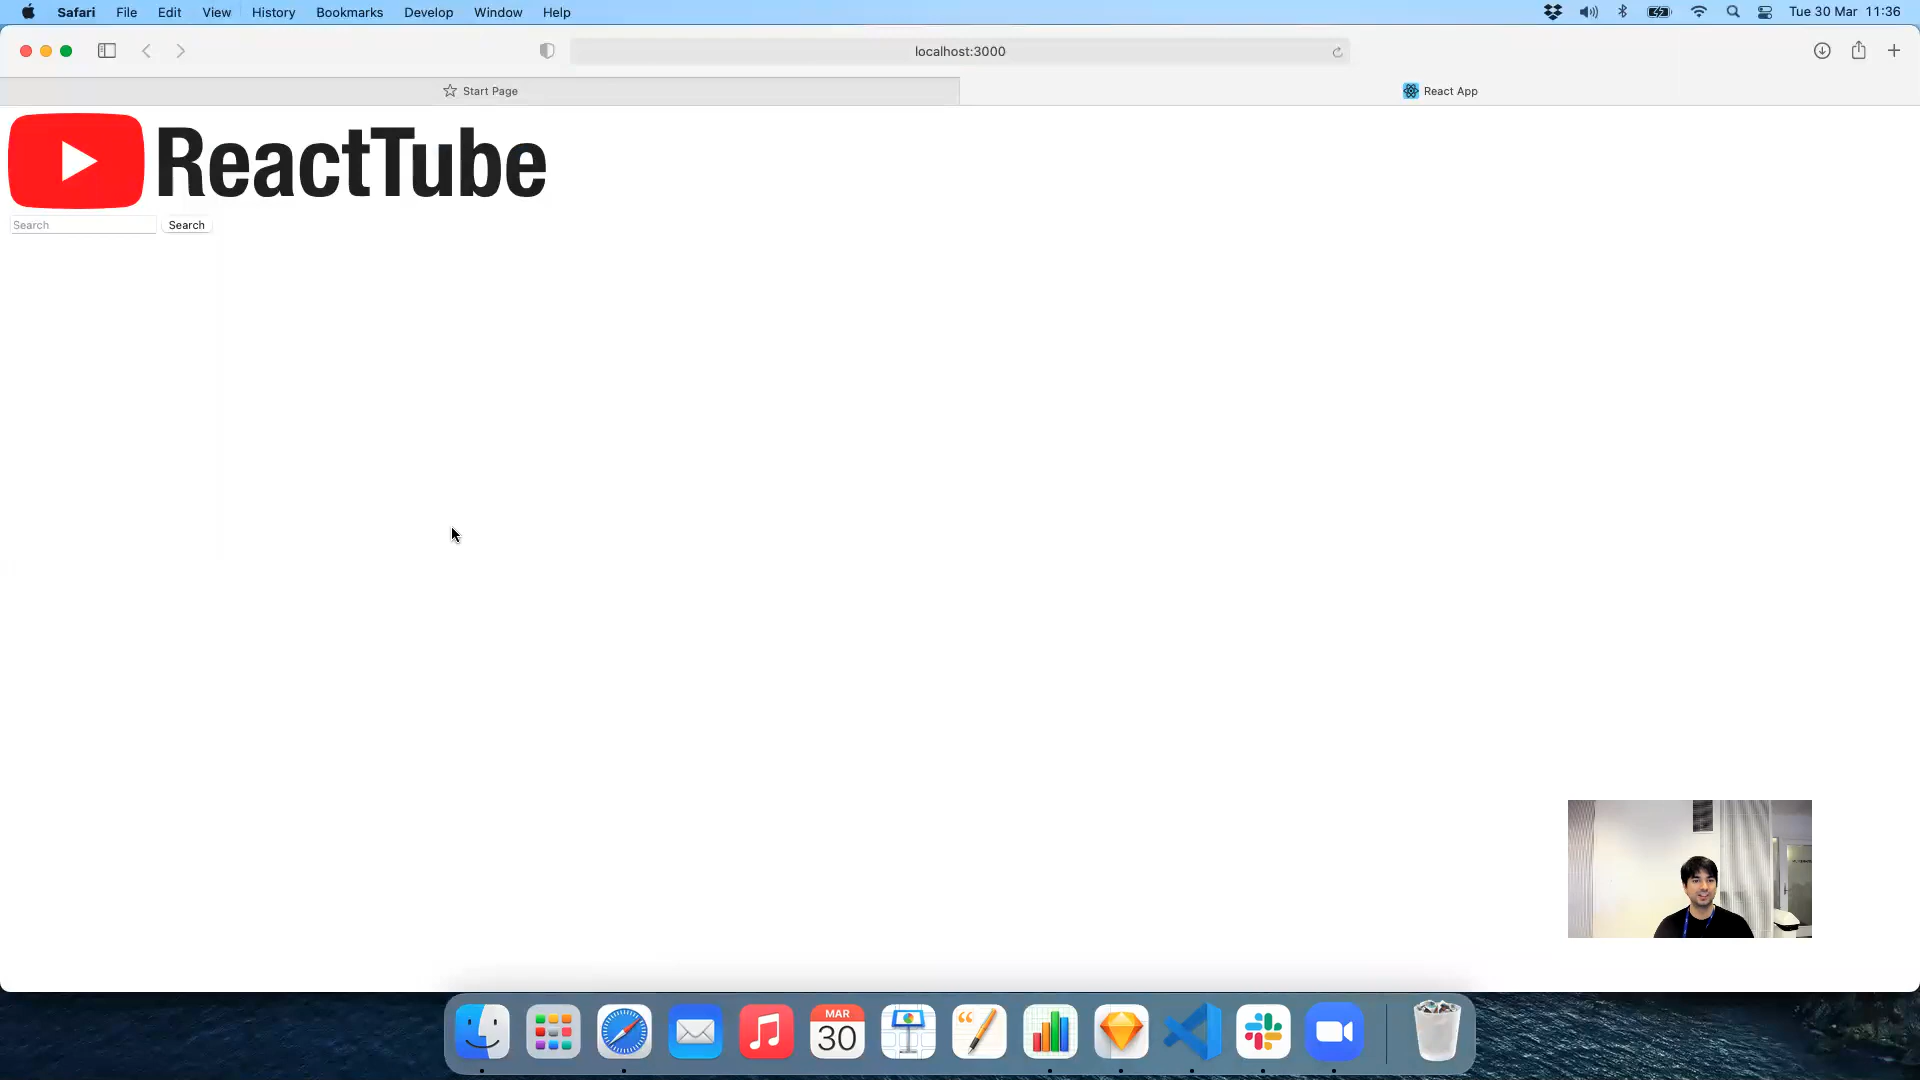 Safari File Edit View History Bookmarks Develop Window Help Tue 30 Mar 11:36
localhost:3000
Start Page React App
ReactTube
Search Search
MAR
30